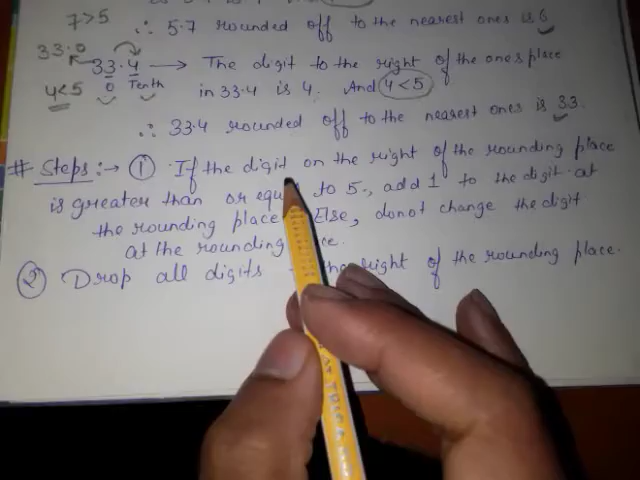 7>5 ∴ 5.7 rounded off to the nearest ones is 6
33.0
33.4 → The digit to the right of the ones place
4<5 0 Tenth in 33.4 is 4. And 4<5
∴ 33.4 rounded off to the nearest ones is 33.
# Steps:→ ① If the digit on the right of the rounding place
is greater than or equ to 5., add 1 to the digit at
the rounding place Else, donot change the digit
at the rounding ce.
② Drop all digits the right of the rounding place.